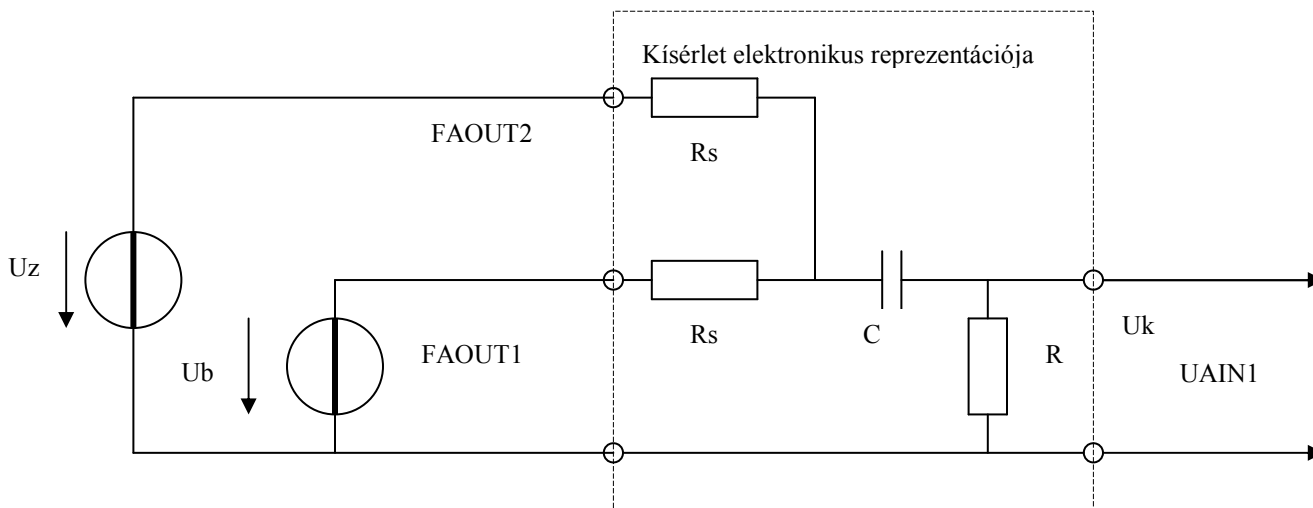 Kísérlet elektronikus reprezentációja
FAOUT2
Rs
Uz
Rs
C
Uk
FAOUT1
R
Ub
UAIN1